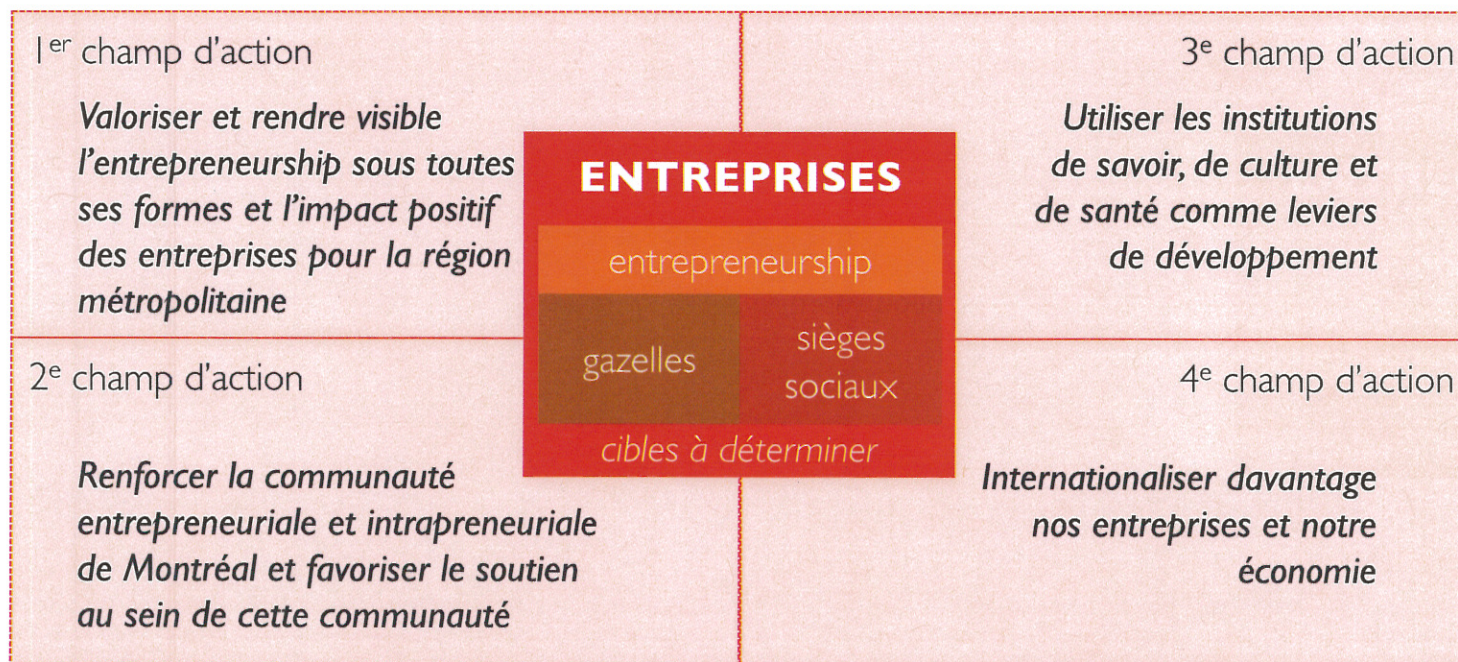 1er champ d'action
Valoriser et rendre visible
l'entrepreneurship sous toutes
ses formes et l'impact positif
des entreprises pour la région
métropolitaine
2e champ d'action
Renforcer la communauté
entrepreneuriale et intrapreneuriale
de Montréal et favoriser le soutien
au sein de cette communauté
ENTREPRISES
entrepreneurship
gazelles
sièges
sociaux
cibles à déterminer
3e champ d'action
Utiliser les institutions
de savoir, de culture et
de santé comme leviers
de développement
4e champ d'action
Internationaliser davantage
nos entreprises et notre
économie